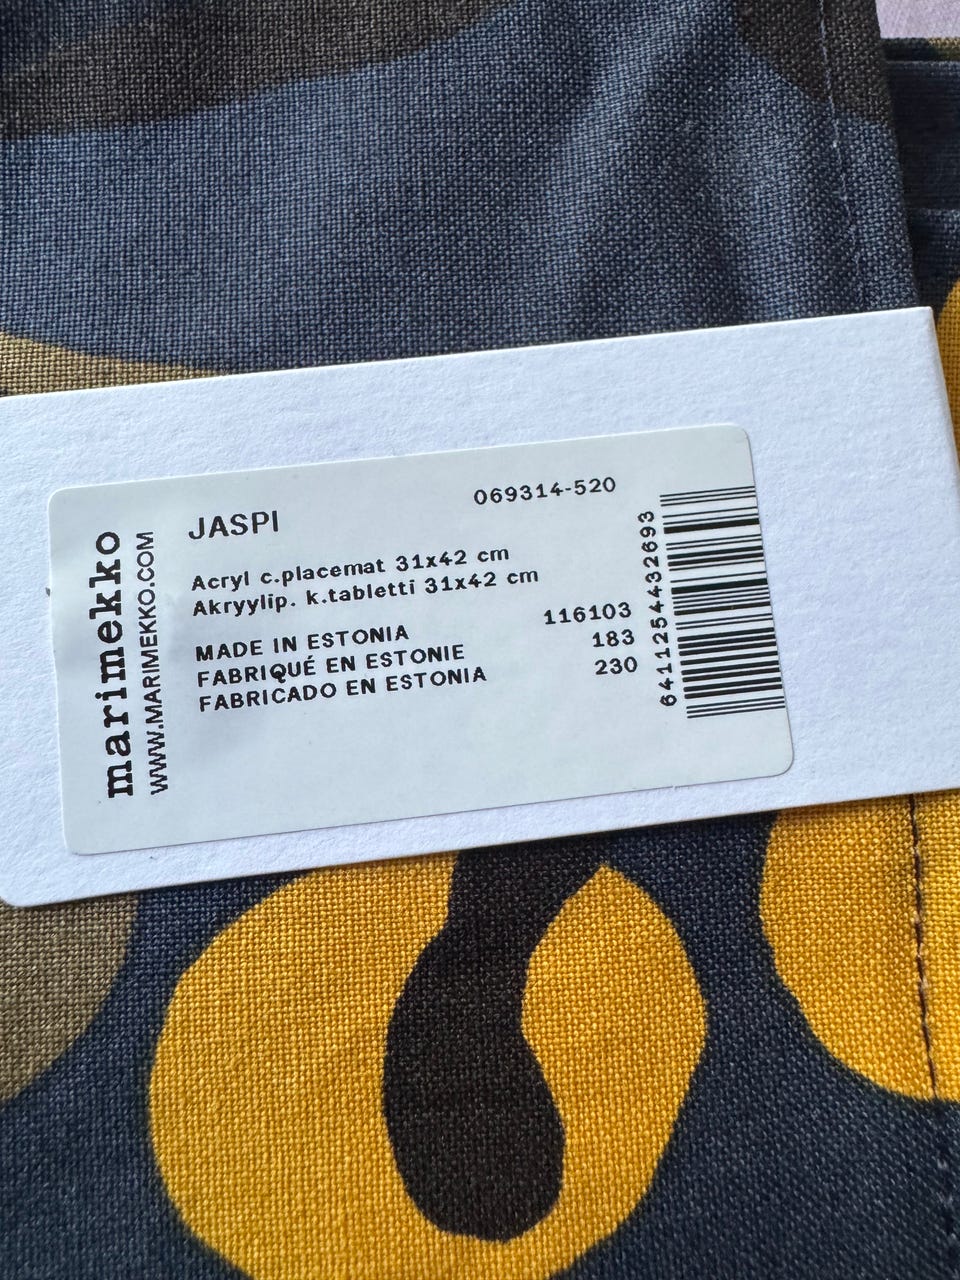 marimekko
WWW.MARIMEKKO.COM
JASPI
069314-520
Acryl c.placemat 31x42 cm
Akryylip. k.tabletti 31x42 cm
MADE IN ESTONIA
FABRIQUÉ EN ESTONIE
FABRICADO EN ESTONIA
116103
183
230
6411254432693